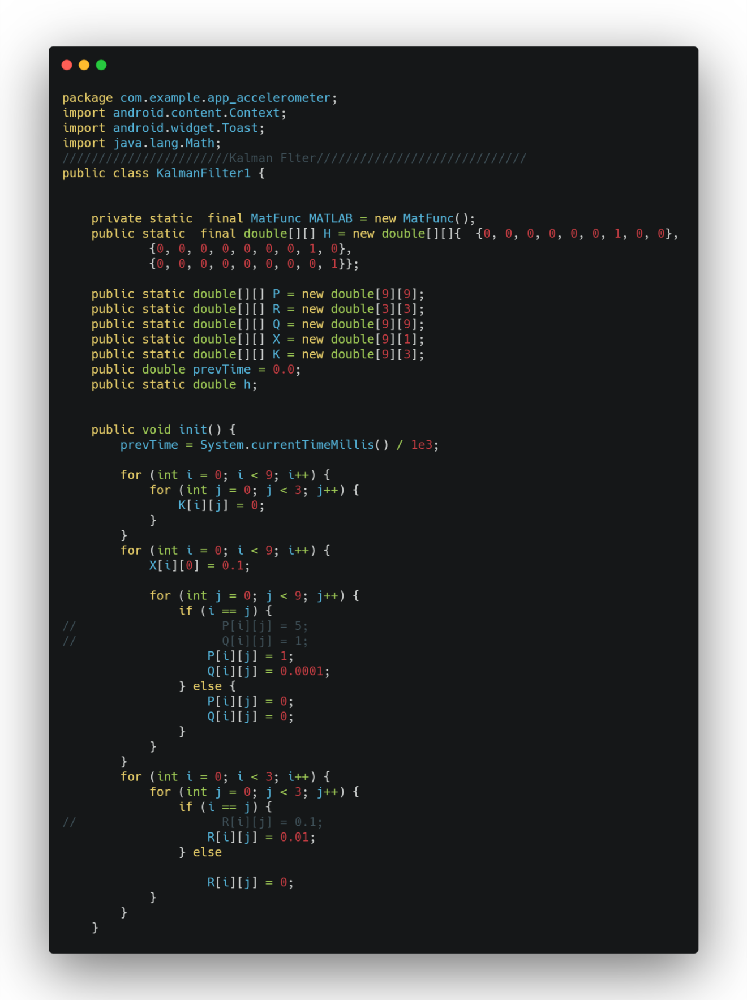 package com.example.app_accelerometer;
import android.content.Context;
import android.widget.Toast;
import java.lang.Math;
///////////////////////Kalman Flter/////////////////////////////
public class KalmanFilter1 {
    private static  final MatFunc MATLAB = new MatFunc();
    public static  final double[][] H = new double[][]{  {0, 0, 0, 0, 0, 0, 1, 0, 0},
            {0, 0, 0, 0, 0, 0, 0, 1, 0},
            {0, 0, 0, 0, 0, 0, 0, 0, 1}};
    public static double[][] P = new double[9][9];
    public static double[][] R = new double[3][3];
    public static double[][] Q = new double[9][9];
    public static double[][] X = new double[9][1];
    public static double[][] K = new double[9][3];
    public double prevTime = 0.0;
    public static double h;
    public void init() {
        prevTime = System.currentTimeMillis() / 1e3;
        for (int i = 0; i < 9; i++) {
            for (int j = 0; j < 3; j++) {
                K[i][j] = 0;
            }
        }
        for (int i = 0; i < 9; i++) {
            X[i][0] = 0.1;
            for (int j = 0; j < 9; j++) {
                if (i == j) {
//                    P[i][j] = 5;
//                    Q[i][j] = 1;
                    P[i][j] = 1;
                    Q[i][j] = 0.0001;
                } else {
                    P[i][j] = 0;
                    Q[i][j] = 0;
                }
            }
        }
        for (int i = 0; i < 3; i++) {
            for (int j = 0; j < 3; j++) {
                if (i == j) {
//                    R[i][j] = 0.1;
                    R[i][j] = 0.01;
                } else
                    R[i][j] = 0;
            }
        }
    }